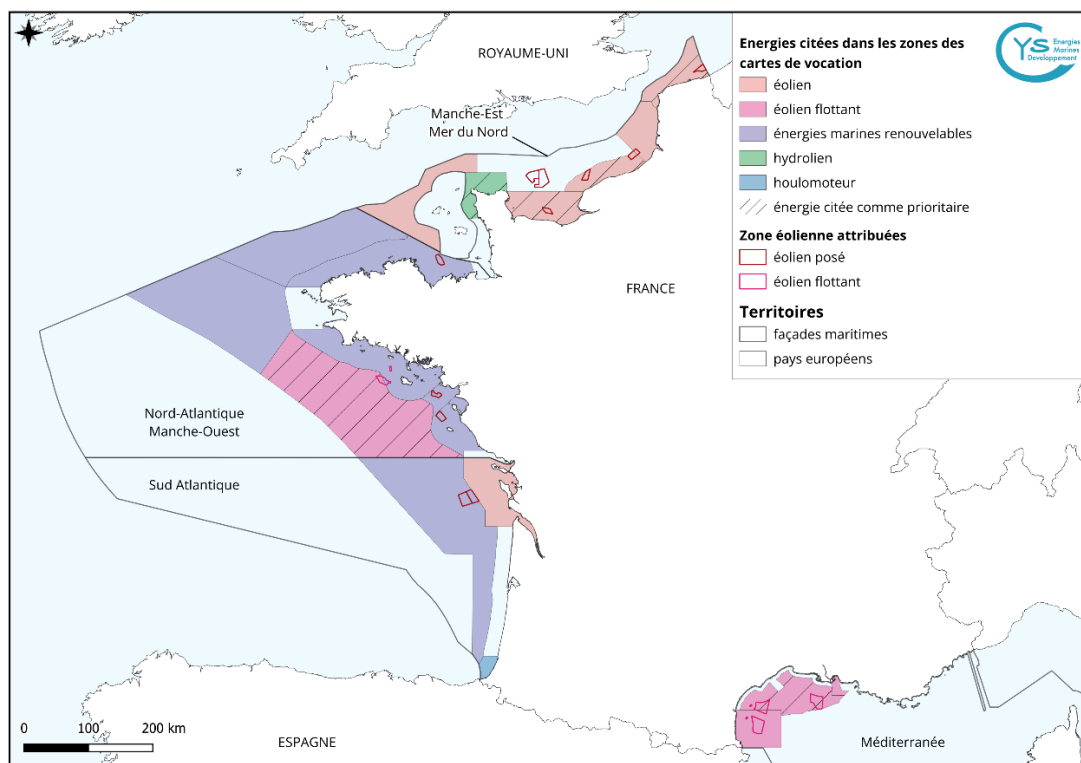 ROYAUME-UNI
Manche-Est
Mer du Nord
FRANCE
Nord-Atlantique
Manche-Ouest
Sud Atlantique
ESPAGNE
Méditerranée
0 100 200 km
Energies citées dans les zones des
cartes de vocation
éolien
éolien flottant
énergies marines renouvelables
hydrolien
houlomoteur
énergie citée comme prioritaire
Zone éolienne attribuées
éolien posé
éolien flottant
Territoires
façades maritimes
pays européens
YS
Energies
Marines
Developpement